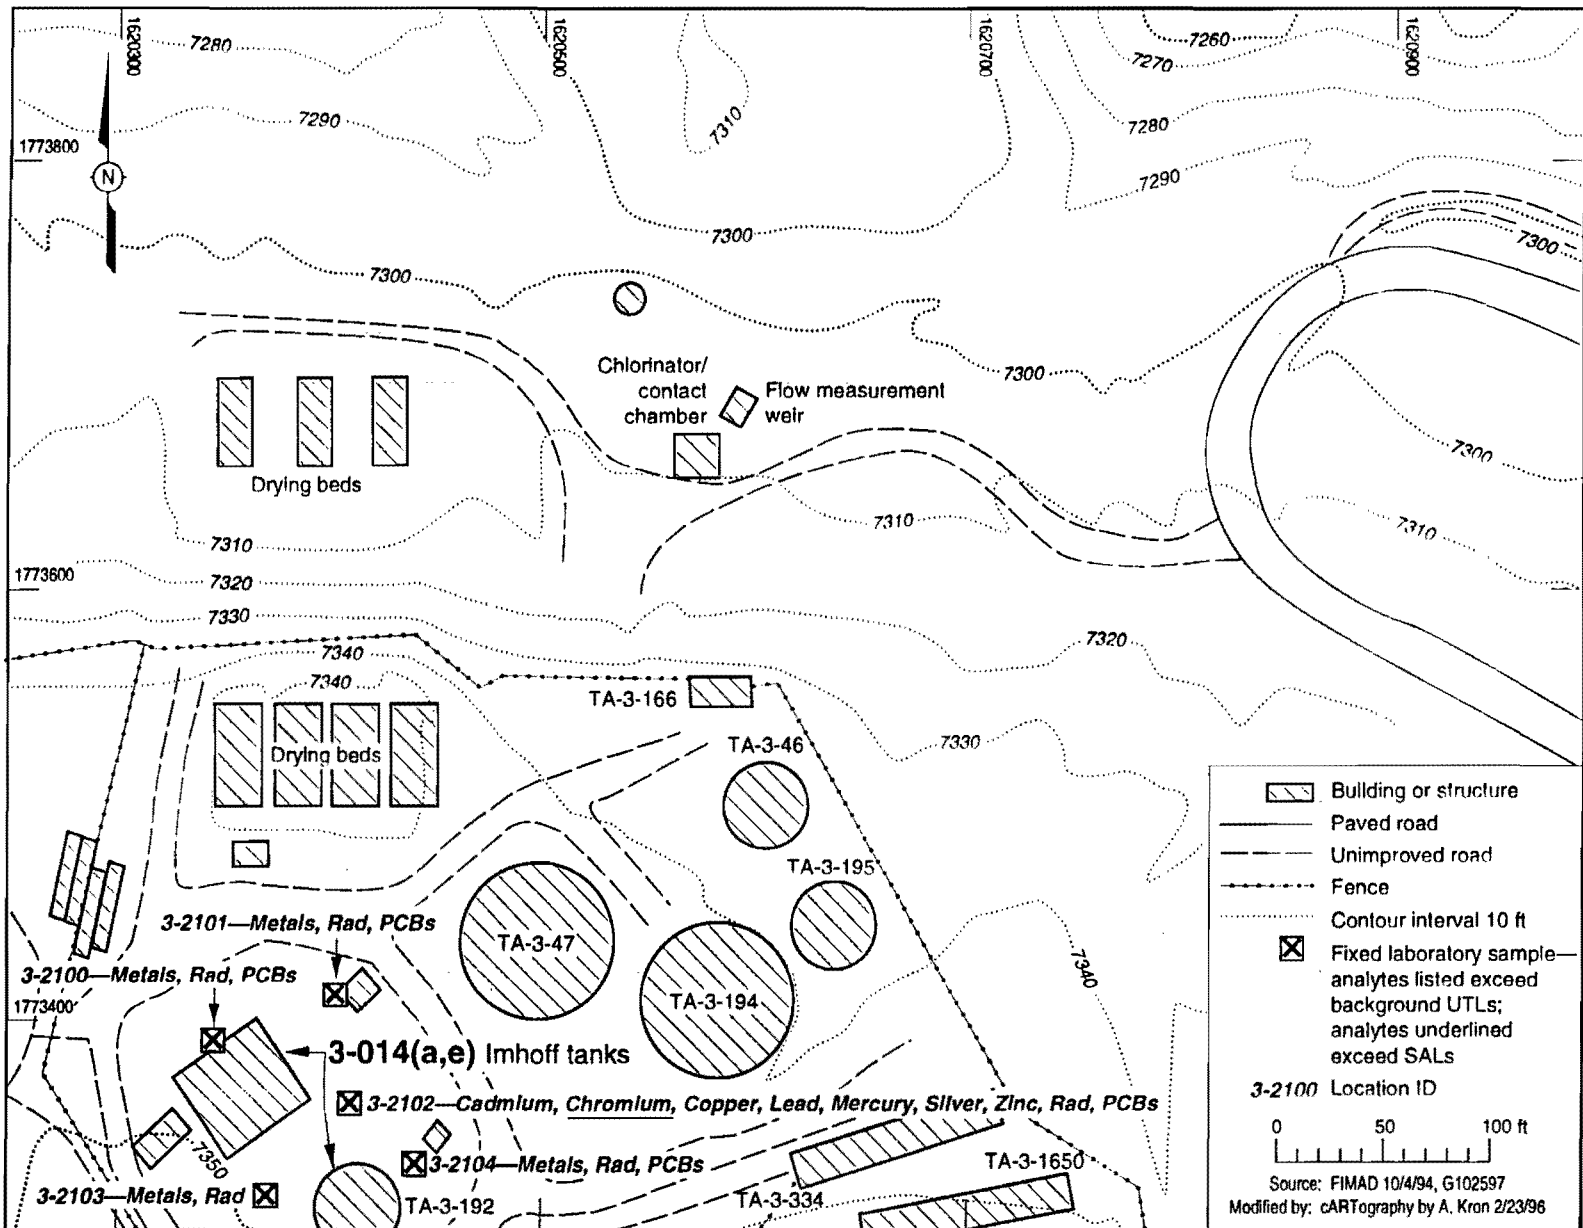 1620300
1620500
1620700
1620900
7280
7260
7270
7290
7310
7280
1773800
N
7290
7300
7300
7300
Chlorinator/
contact
chamber
Flow measurement
weir
7300
7300
Drying beds
7310
7310
7310
1773600
7320
7330
7320
7340
7340
TA-3-166
Drying beds
TA-3-46
7330
TA-3-195
3-2101—Metals, Rad, PCBs
TA-3-47
3-2100—Metals, Rad, PCBs
7340
1773400
TA-3-194
3-014(a,e) Imhoff tanks
3-2102—Cadmium, Chromium, Copper, Lead, Mercury, Silver, Zinc, Rad, PCBs
7350
3-2104—Metals, Rad, PCBs
TA-3-1650
3-2103—Metals, Rad
TA-3-192
TA-3-334
Building or structure
Paved road
Unimproved road
Fence
Contour interval 10 ft
Fixed laboratory sample—
analytes listed exceed
background UTLs;
analytes underlined
exceed SALs
3-2100 Location ID
0 50 100 ft
Source: FIMAD 10/4/94, G102597
Modified by: cARTography by A. Kron 2/23/96